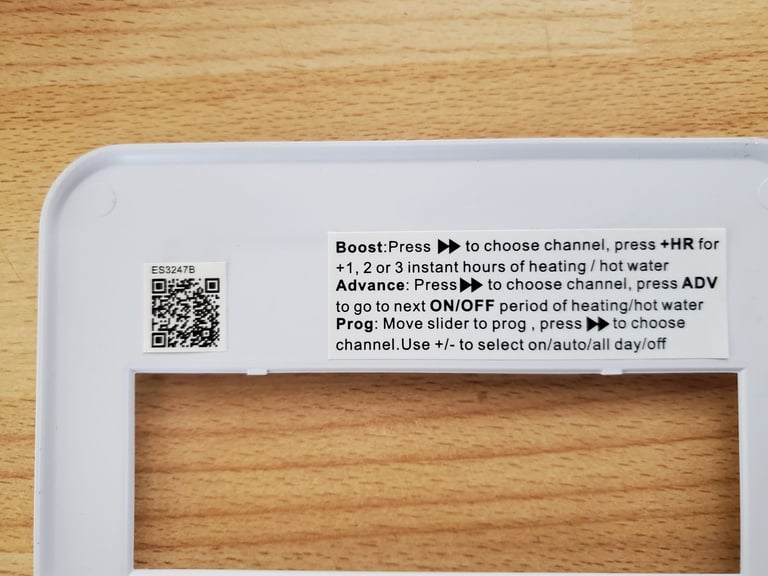 ES3247B
Boost:Press ▶▶ to choose channel, press +HR for
+1, 2 or 3 instant hours of heating / hot water
Advance: Press▶▶ to choose channel, press ADV
to go to next ON/OFF period of heating/hot water
Prog: Move slider to prog , press ▶▶ to choose
channel.Use +/- to select on/auto/all day/off